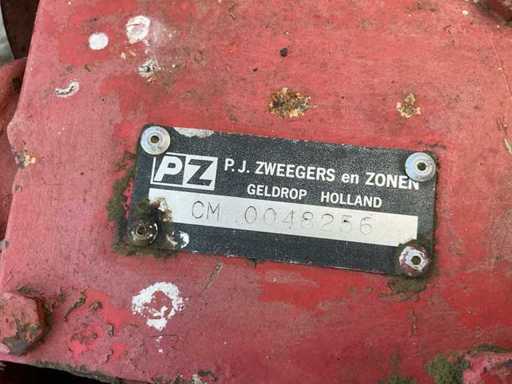 PZ P.J. ZWEEGERS en ZONEN
GELDROP HOLLAND
CM 0048256